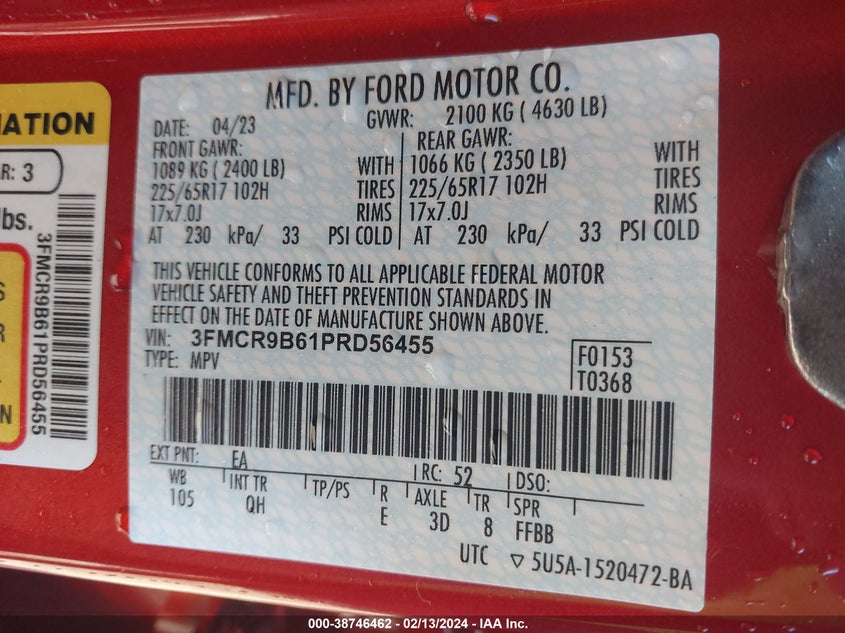 MATION
AR: 3
lbs.
S
R
.
N
3FMCR9B61PRD56455
MFD. BY FORD MOTOR CO.
DATE: 04/23 GVWR: 2100 KG ( 4630 LB)
FRONT GAWR: REAR GAWR:
1089 KG ( 2400 LB) WITH 1066 KG ( 2350 LB) WITH
225/65R17 102H TIRES 225/65R17 102H TIRES
17x7.0J RIMS 17x7.0J RIMS
AT 230 kPa/ 33 PSI COLD AT 230 kPa/ 33 PSI COLD
THIS VEHICLE CONFORMS TO ALL APPLICABLE FEDERAL MOTOR
VEHICLE SAFETY AND THEFT PREVENTION STANDARDS IN
EFFECT ON THE DATE OF MANUFACTURE SHOWN ABOVE.
VIN: 3FMCR9B61PRD56455
TYPE: MPV
F0153
T0368
EXT PNT: EA RC: 52 DSO:
WB INT TR TP/PS R AXLE TR SPR
105 QH E 3D 8 FFBB
UTC ▽ 5U5A-1520472-BA
000-38746462 - 02/13/2024 - IAA Inc.